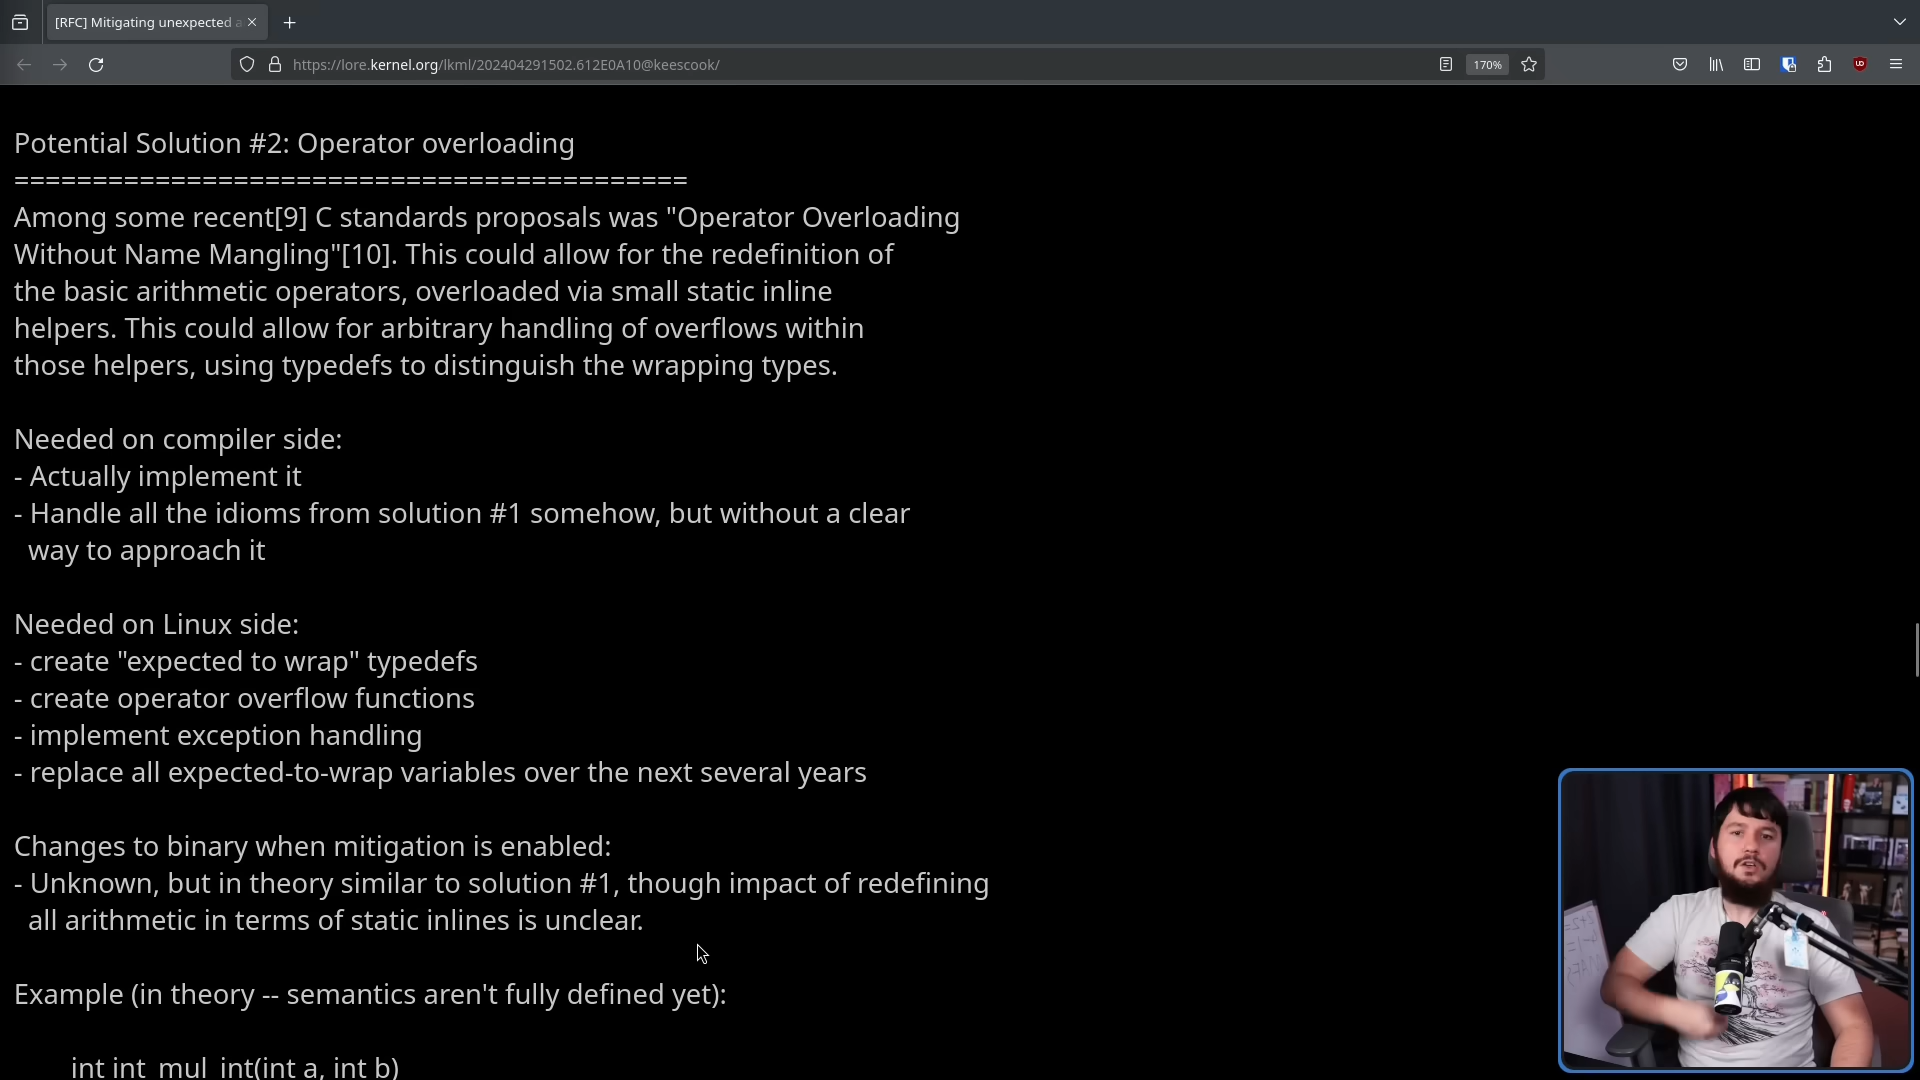 [RFC] Mitigating unexpected a
https://lore.kernel.org/lkml/202404291502.612E0A10@keescook/
170%
Potential Solution #2: Operator overloading
===========================================
Among some recent[9] C standards proposals was "Operator Overloading
Without Name Mangling"[10]. This could allow for the redefinition of
the basic arithmetic operators, overloaded via small static inline
helpers. This could allow for arbitrary handling of overflows within
those helpers, using typedefs to distinguish the wrapping types.
Needed on compiler side:
- Actually implement it
- Handle all the idioms from solution #1 somehow, but without a clear
way to approach it
Needed on Linux side:
- create "expected to wrap" typedefs
- create operator overflow functions
- implement exception handling
- replace all expected-to-wrap variables over the next several years
Changes to binary when mitigation is enabled:
- Unknown, but in theory similar to solution #1, though impact of redefining
all arithmetic in terms of static inlines is unclear.
Example (in theory -- semantics aren't fully defined yet):
int int_mul_int(int a, int b)